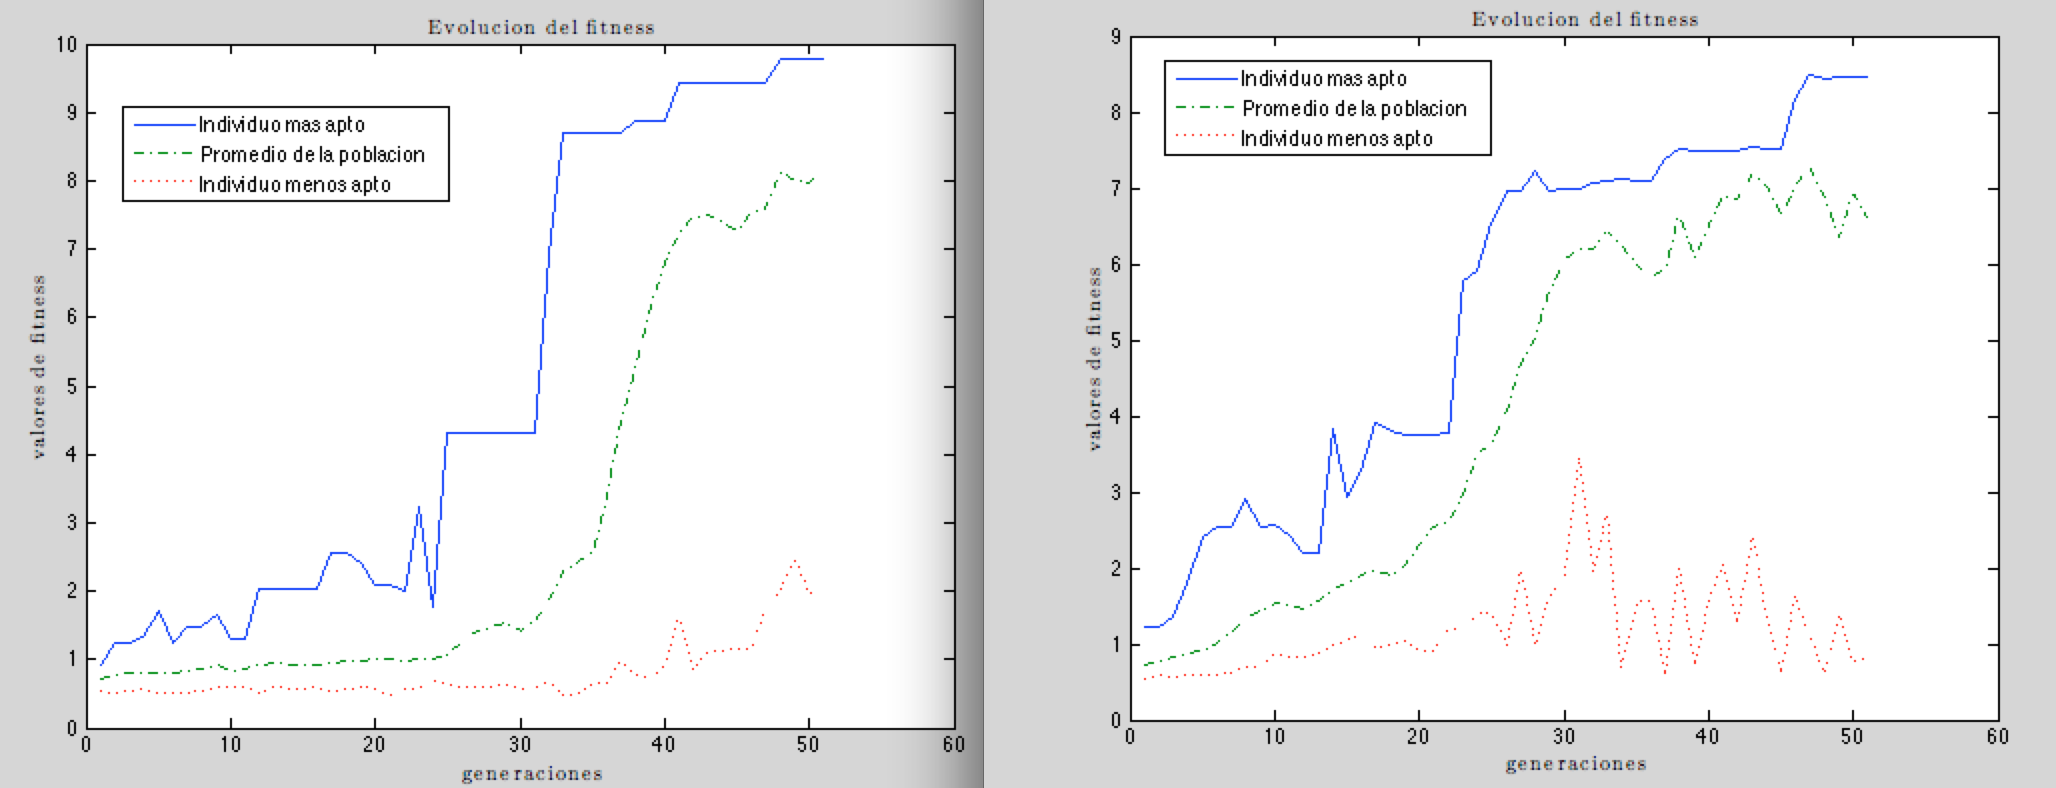 Evolucion del fitness
10
9
8
7
6
5
4
3
2
1
0
valores de fitness
Individuo mas apto
Promedio de la poblacion
Individuo menos apto
0 10 20 30 40 50 60
generaciones
Evolucion del fitness
9
8
7
6
5
4
3
2
1
0
valores de fitness
Individuo mas apto
Promedio de la poblacion
Individuo menos apto
0 10 20 30 40 50 60
generaciones